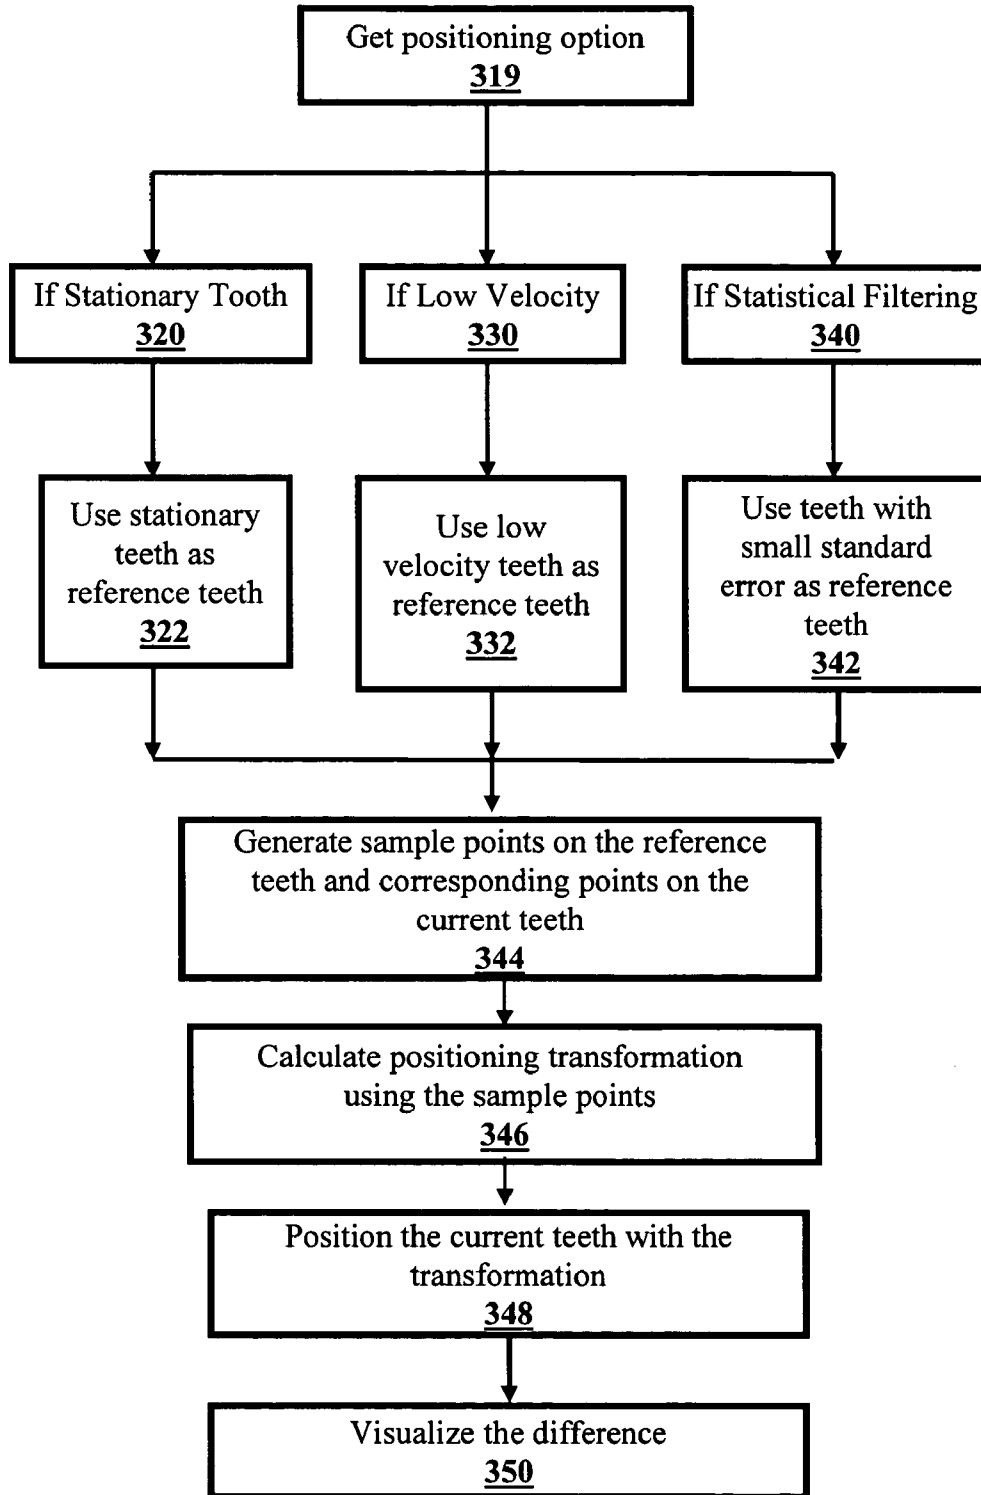 Get positioning option
319
If Stationary Tooth
320
If Low Velocity
330
If Statistical Filtering
340
Use stationary
teeth as
reference teeth
322
Use low
velocity teeth as
reference teeth
332
Use teeth with
small standard
error as reference
teeth
342
Generate sample points on the reference
teeth and corresponding points on the
current teeth
344
Calculate positioning transformation
using the sample points
346
Position the current teeth with the
transformation
348
Visualize the difference
350